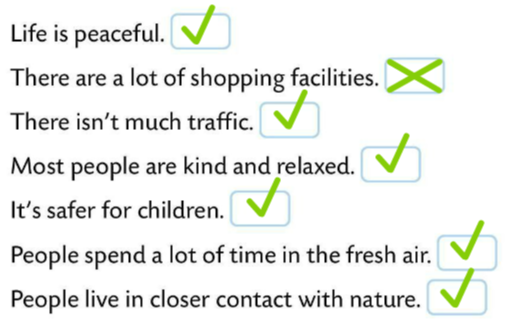 Life is peaceful.
There are a lot of shopping facilities.
There isn't much traffic.
Most people are kind and relaxed.
It's safer for children.
People spend a lot of time in the fresh air.
People live in closer contact with nature.